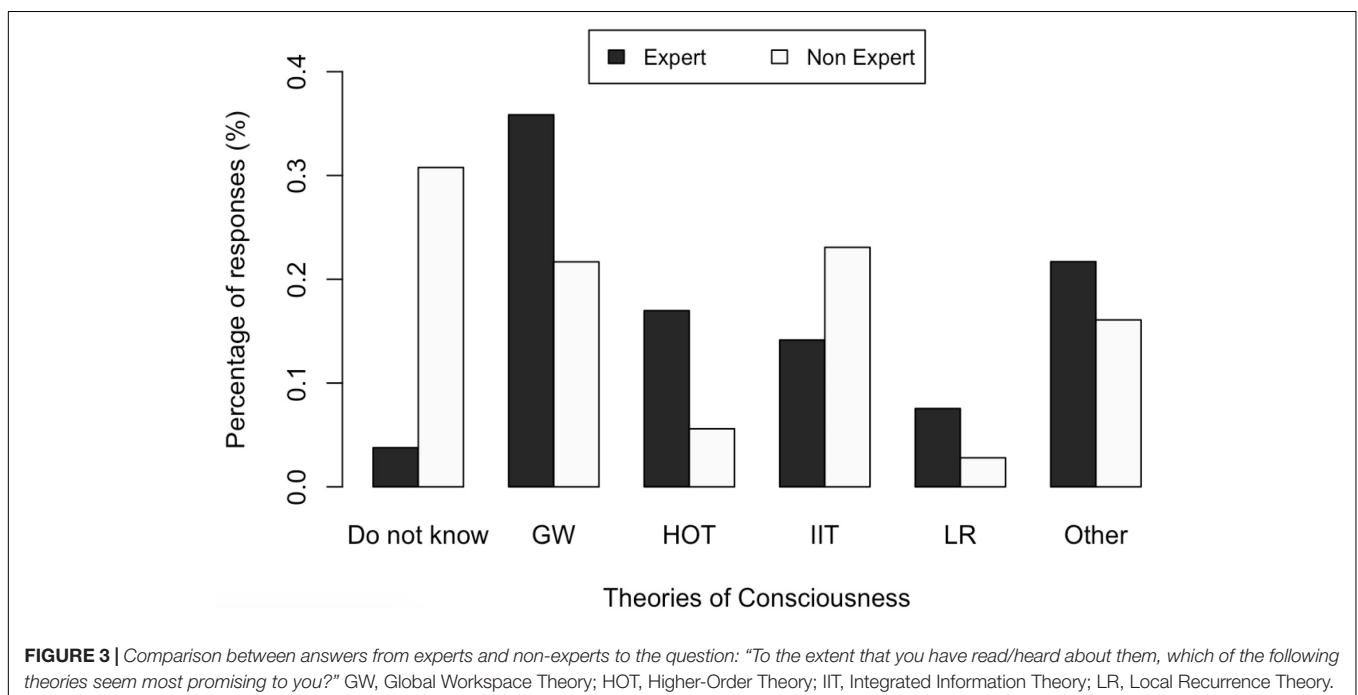 Expert Non Expert
Percentage of responses (%)
0.4
0.3
0.2
0.1
0.0
Do not know GW HOT IIT LR Other
Theories of Consciousness
FIGURE 3 | Comparison between answers from experts and non-experts to the question: “To the extent that you have read/heard about them, which of the following
theories seem most promising to you?” GW, Global Workspace Theory; HOT, Higher-Order Theory; IIT, Integrated Information Theory; LR, Local Recurrence Theory.